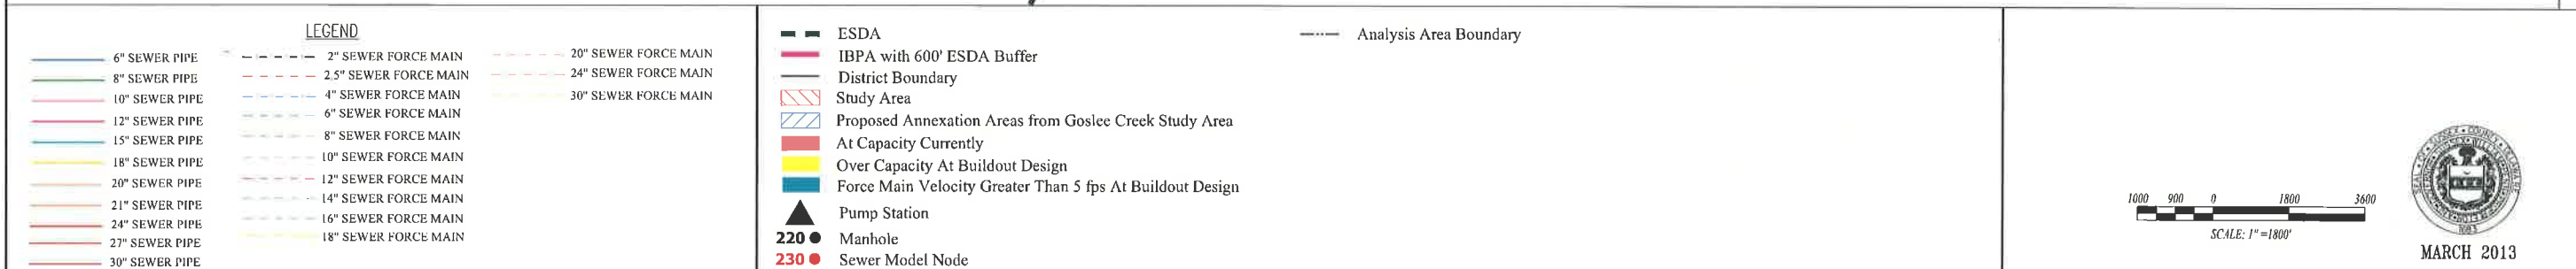 LEGEND
6" SEWER PIPE
8" SEWER PIPE
10" SEWER PIPE
12" SEWER PIPE
15" SEWER PIPE
18" SEWER PIPE
20" SEWER PIPE
21" SEWER PIPE
24" SEWER PIPE
27" SEWER PIPE
30" SEWER PIPE
2" SEWER FORCE MAIN
2.5" SEWER FORCE MAIN
4" SEWER FORCE MAIN
6" SEWER FORCE MAIN
8" SEWER FORCE MAIN
10" SEWER FORCE MAIN
12" SEWER FORCE MAIN
14" SEWER FORCE MAIN
16" SEWER FORCE MAIN
18" SEWER FORCE MAIN
20" SEWER FORCE MAIN
24" SEWER FORCE MAIN
30" SEWER FORCE MAIN
ESDA
IBPA with 600' ESDA Buffer
District Boundary
Study Area
Proposed Annexation Areas from Goslee Creek Study Area
At Capacity Currently
Over Capacity At Buildout Design
Force Main Velocity Greater Than 5 fps At Buildout Design
Pump Station
220 Manhole
230 Sewer Model Node
Analysis Area Boundary
1000 900 0 1800 3600
SCALE: 1"=1800'
SEAL OF SUSSEX COUNTY DELAWARE
MARCH 2013